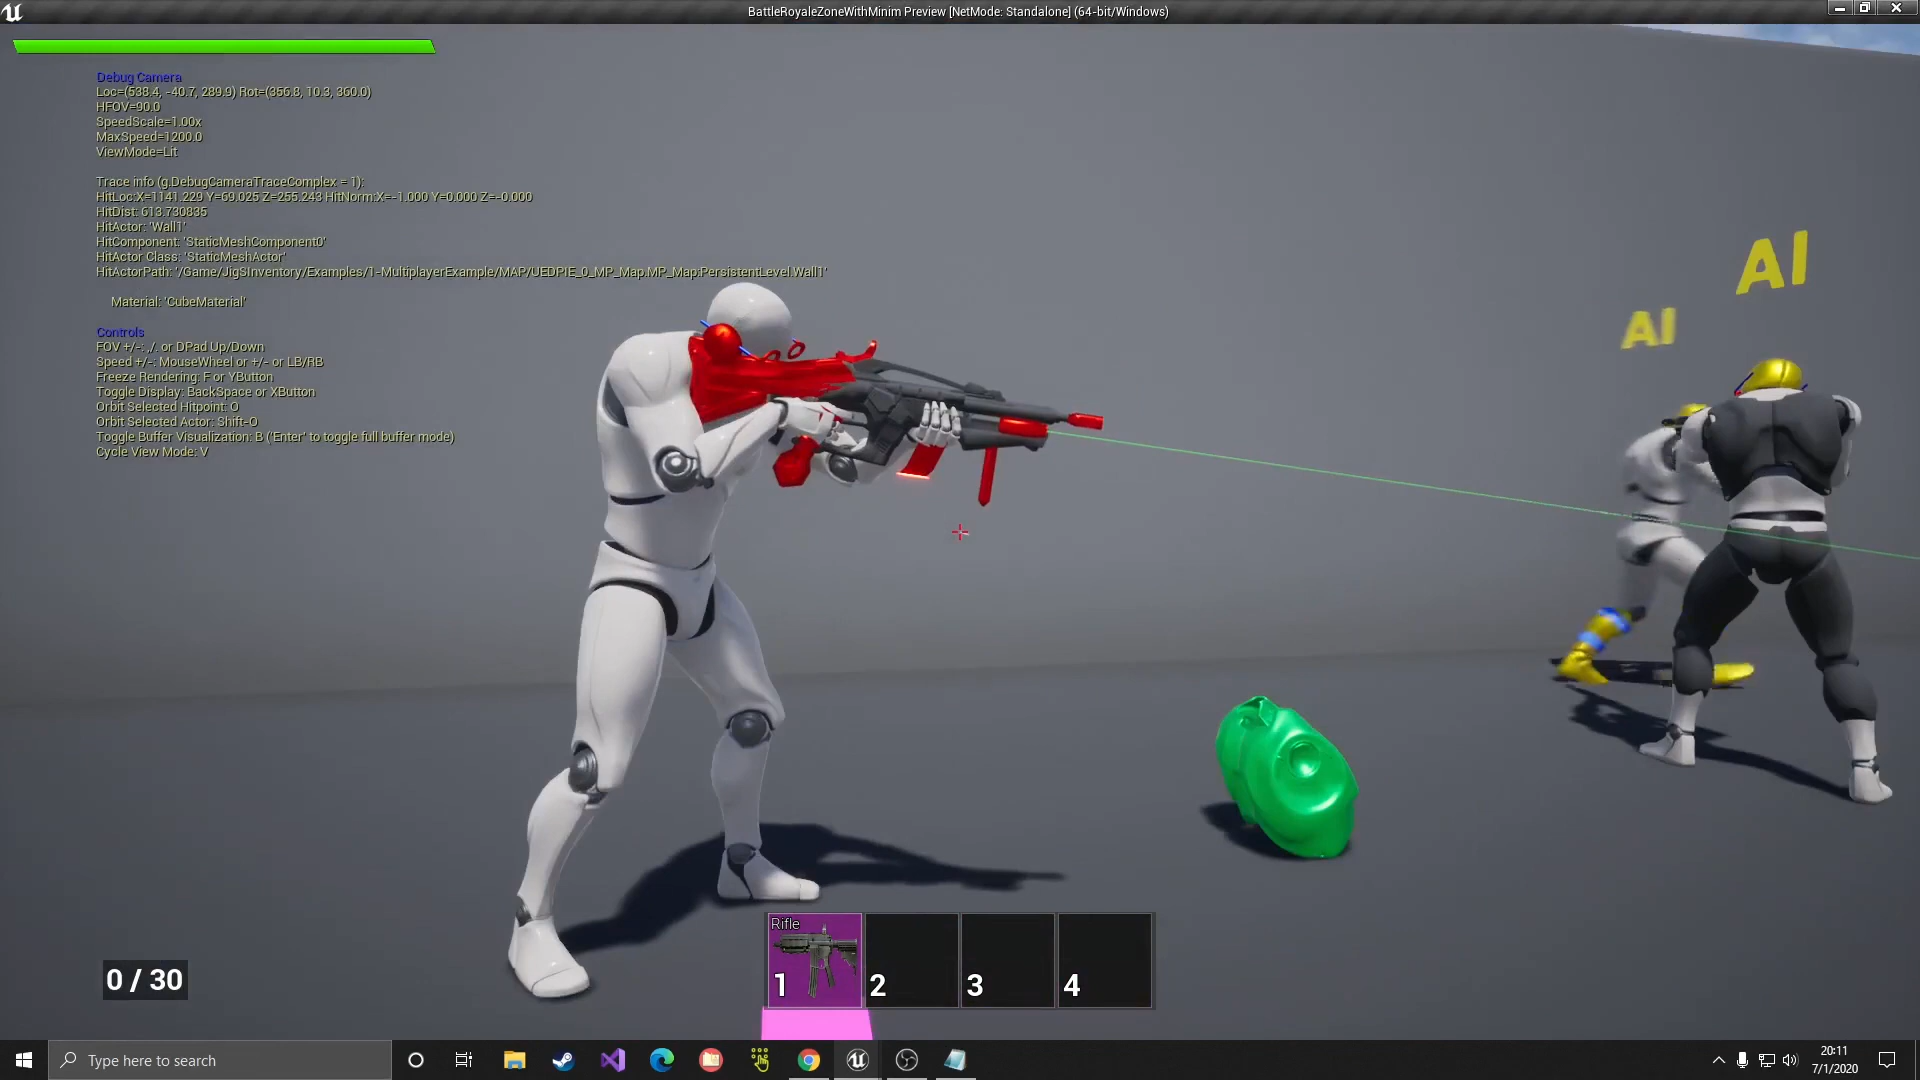 BattleRoyaleZoneWithMinim Preview [NetMode: Standalone] (64-bit/Windows)
Debug Camera
Loc=(538.4, -40.7, 289.9) Rot=(356.8, 10.3, 360.0)
HFOV=90.0
SpeedScale=1.00x
MaxSpeed=1200.0
ViewMode=Lit
Trace info (g.DebugCameraTraceComplex = 1):
HitLoc:X=1141.229 Y=69.025 Z=255.243 HitNorm:X=-1.000 Y=0.000 Z=-0.000
HitDist: 613.730835
HitActor: 'Wall1'
HitComponent: 'StaticMeshComponent0'
HitActor Class: 'StaticMeshActor'
HitActorPath: '/Game/JigSInventory/Examples/1-MultiplayerExample/MAP/UEDPIE_0_MP_Map.MP_Map:PersistentLevel.Wall1'
Material: 'CubeMaterial'
Controls
FOV +/-: ,/. or DPad Up/Down
Speed +/-: MouseWheel or +/- or LB/RB
Freeze Rendering: F or YButton
Toggle Display: BackSpace or XButton
Orbit Selected Hitpoint: O
Orbit Selected Actor: Shift-O
Toggle Buffer Visualization: B ('Enter' to toggle full buffer mode)
Cycle View Mode: V
AI
AI
Rifle
1 2 3 4
0 / 30
Type here to search
20:11
7/1/2020